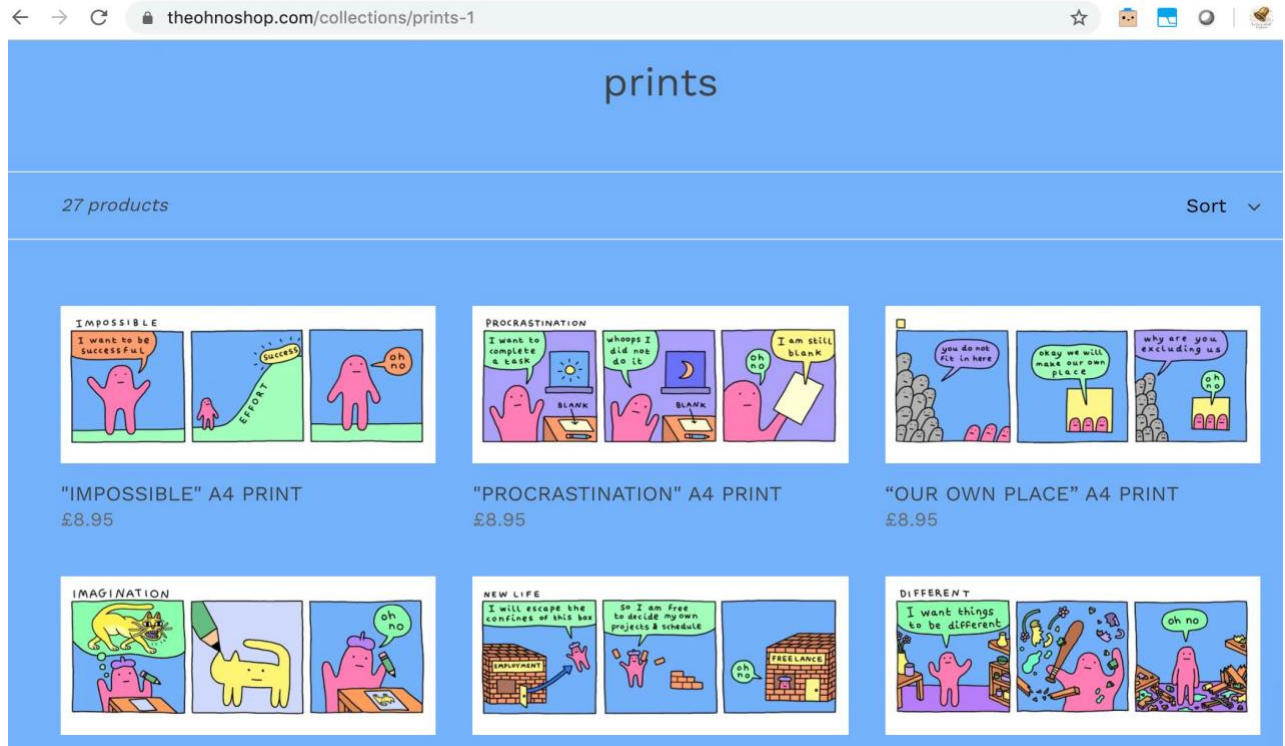 theohnoshop.com/collections/prints-1
prints
27 products
Sort
IMPOSSIBLE
I want to be
successful
success
EFFORT
oh
no
PROCRASTINATION
I want to
complete
a task
BLANK
whoops I
did not
do it
BLANK
oh
no
I am still
blank
you do not
fit in here
okay we will
make our own
place
why are you
excluding us
oh
no
"IMPOSSIBLE" A4 PRINT
£8.95
"PROCRASTINATION" A4 PRINT
£8.95
“OUR OWN PLACE” A4 PRINT
£8.95
IMAGINATION
oh
no
NEW LIFE
I will escape the
confines of this box
EMPLOYMENT
So I am free
to decide my own
projects & schedule
oh
no
FREELANCE
DIFFERENT
I want things
to be different
oh no